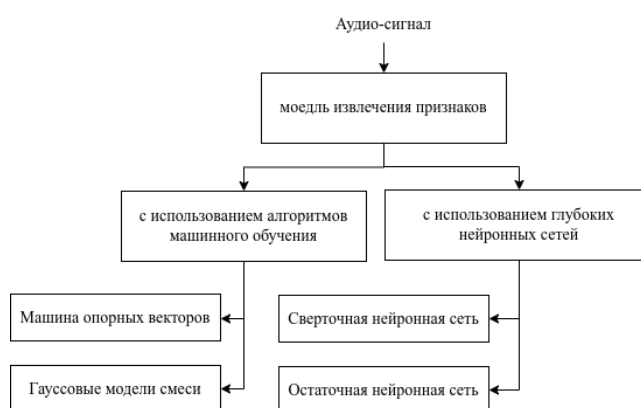 Аудио-сигнал
моедль извлечения признаков
с использованием алгоритмов
машинного обучения
с использованием глубоких
нейронных сетей
Машина опорных векторов
Сверточная нейронная сеть
Гауссовые модели смеси
Остаточная нейронная сеть